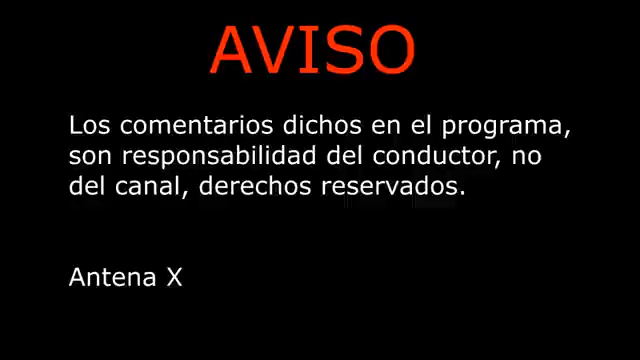 AVISO
Los comentarios dichos en el programa,
son responsabilidad del conductor, no
del canal, derechos reservados.
Antena X